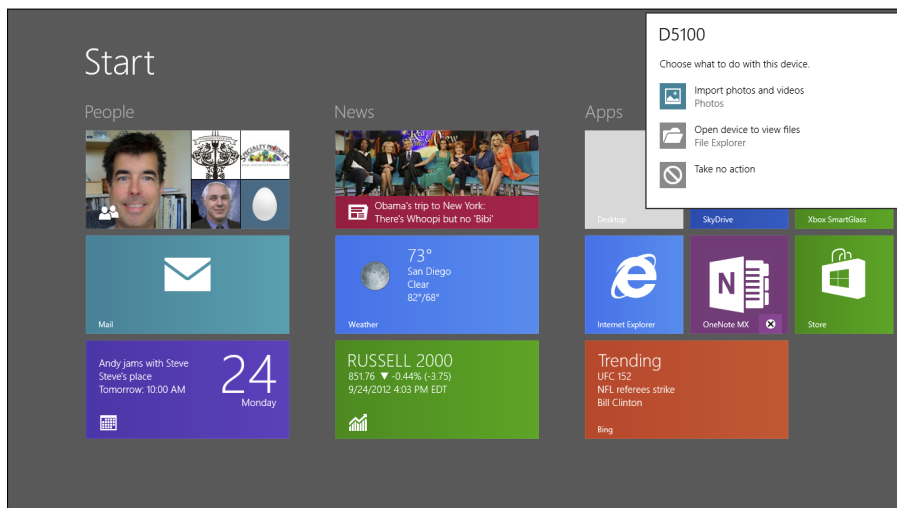 Start
People
News
Apps
D5100
Choose what to do with this device.
Import photos and videos
Photos
Open device to view files
File Explorer
Take no action
SPECIALTY PRODUCE
Obama's trip to New York:
There's Whoopi but no 'Bibi'
Desktop
SkyDrive
Xbox SmartGlass
Mail
73°
San Diego
Clear
82°/68°
Weather
Internet Explorer
N
OneNote MX
Store
Andy jams with Steve
Steve's place
Tomorrow: 10:00 AM
24
Monday
RUSSELL 2000
851.76 ▼ -0.44% (-3.75)
9/24/2012 4:03 PM EDT
Trending
UFC 152
NFL referees strike
Bill Clinton
Bing